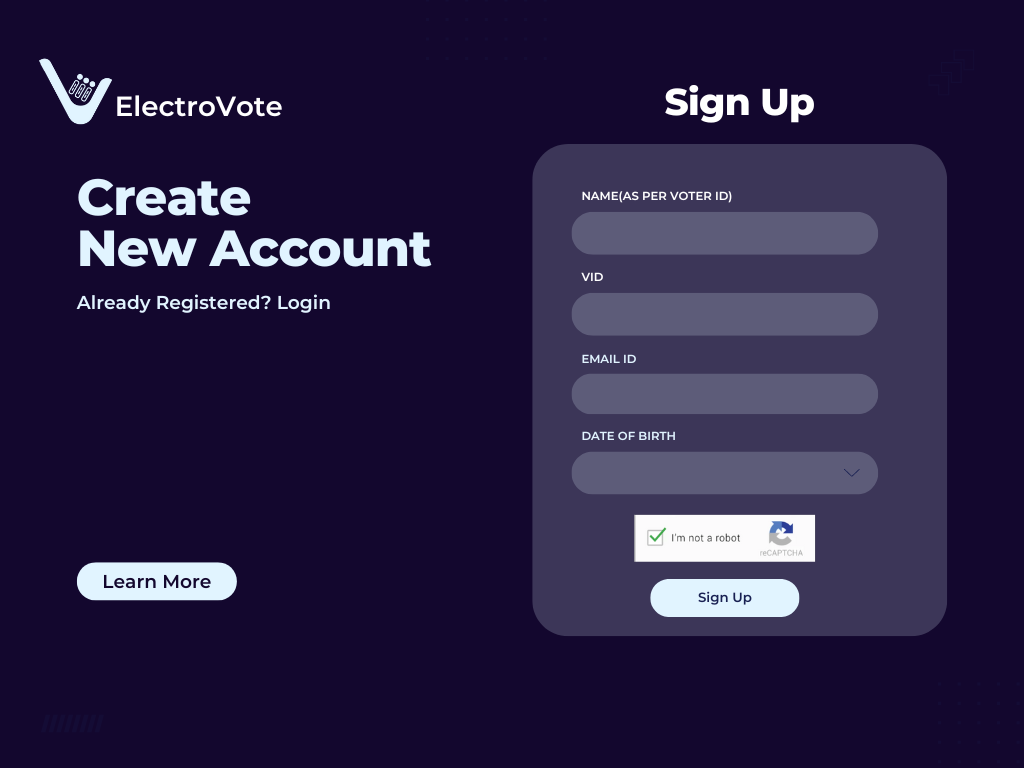 ElectroVote
Create
New Account
Already Registered? Login
Learn More
Sign Up
NAME(AS PER VOTER ID)
VID
EMAIL ID
DATE OF BIRTH
I'm not a robot
reCAPTCHA
Sign Up